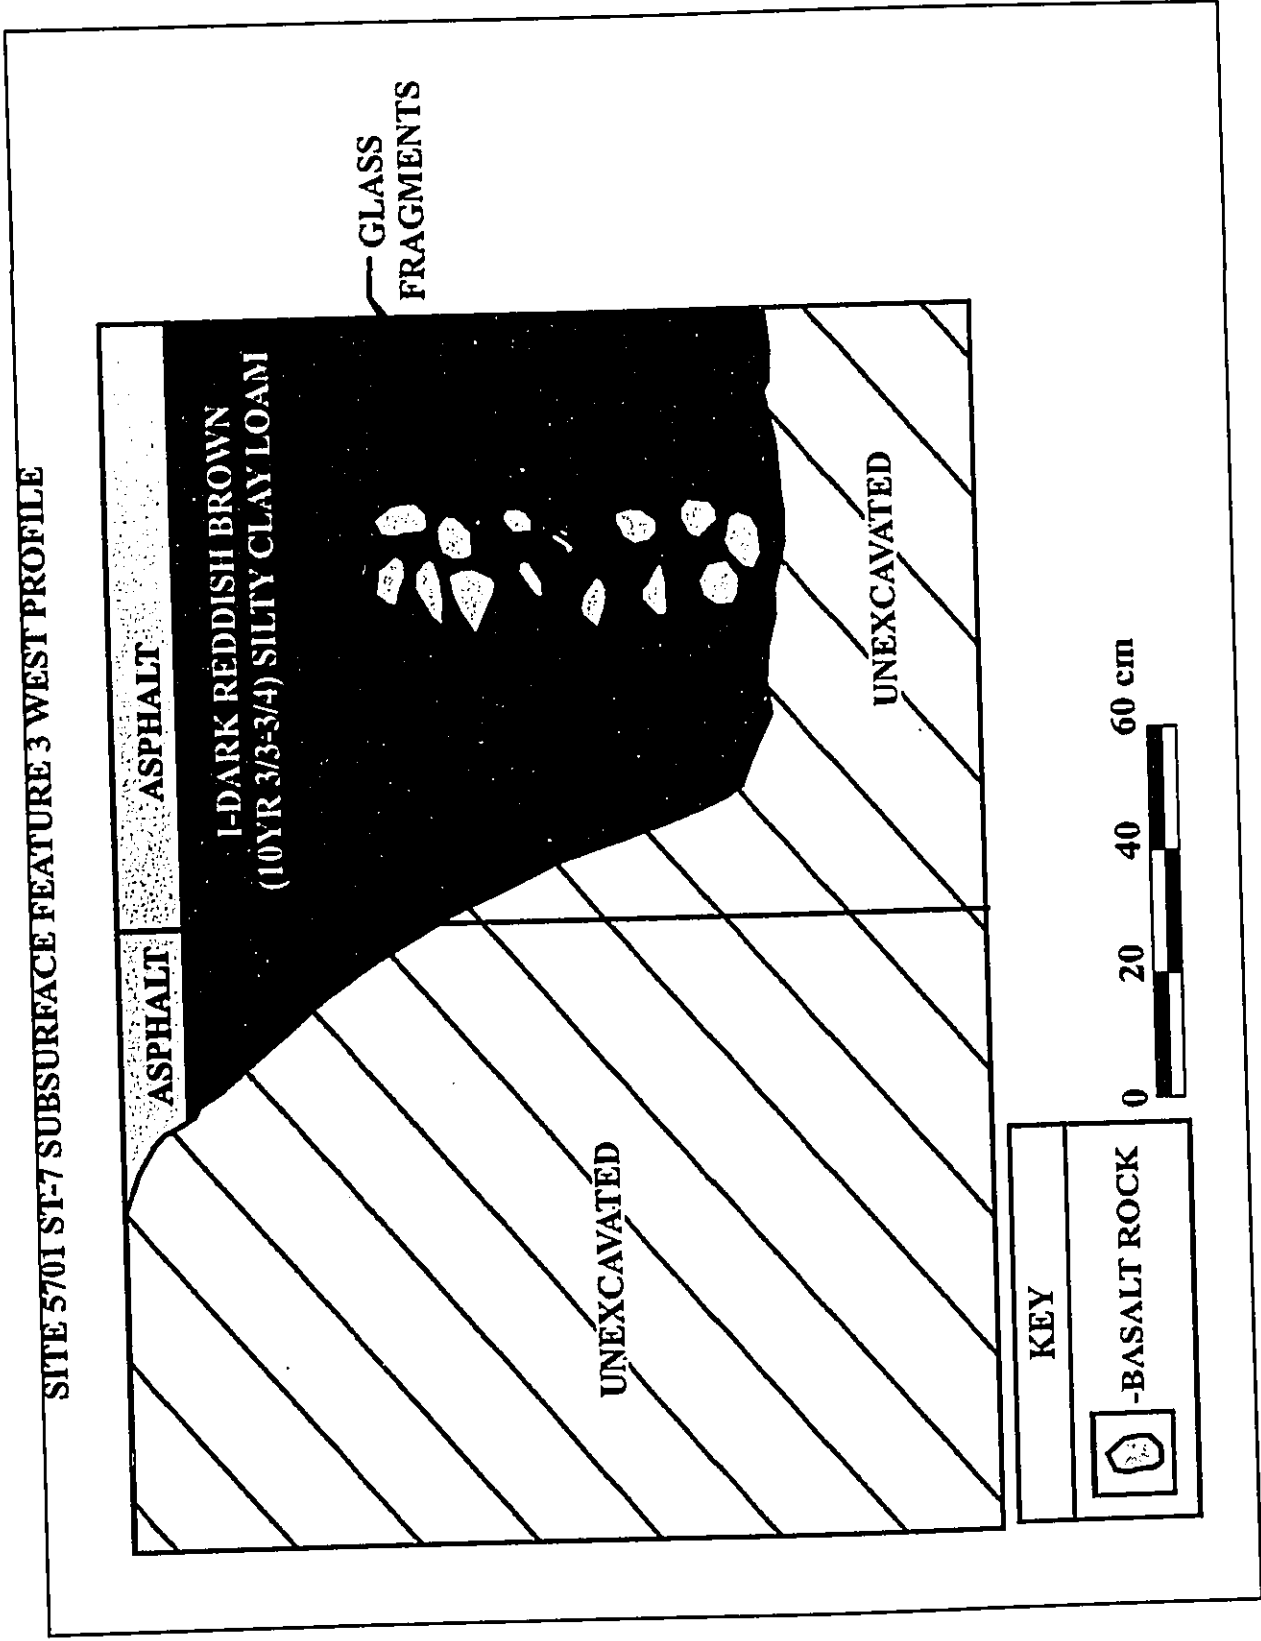 SITE 5701 ST-7 SUBSURFACE FEATURE 3 WEST PROFILE
ASPHALT
ASPHALT
I-DARK REDDISH BROWN
(10YR 3/3-3/4) SILTY CLAY LOAM
GLASS
FRAGMENTS
UNEXCAVATED
UNEXCAVATED
KEY
-BASALT ROCK
0 20 40 60 cm